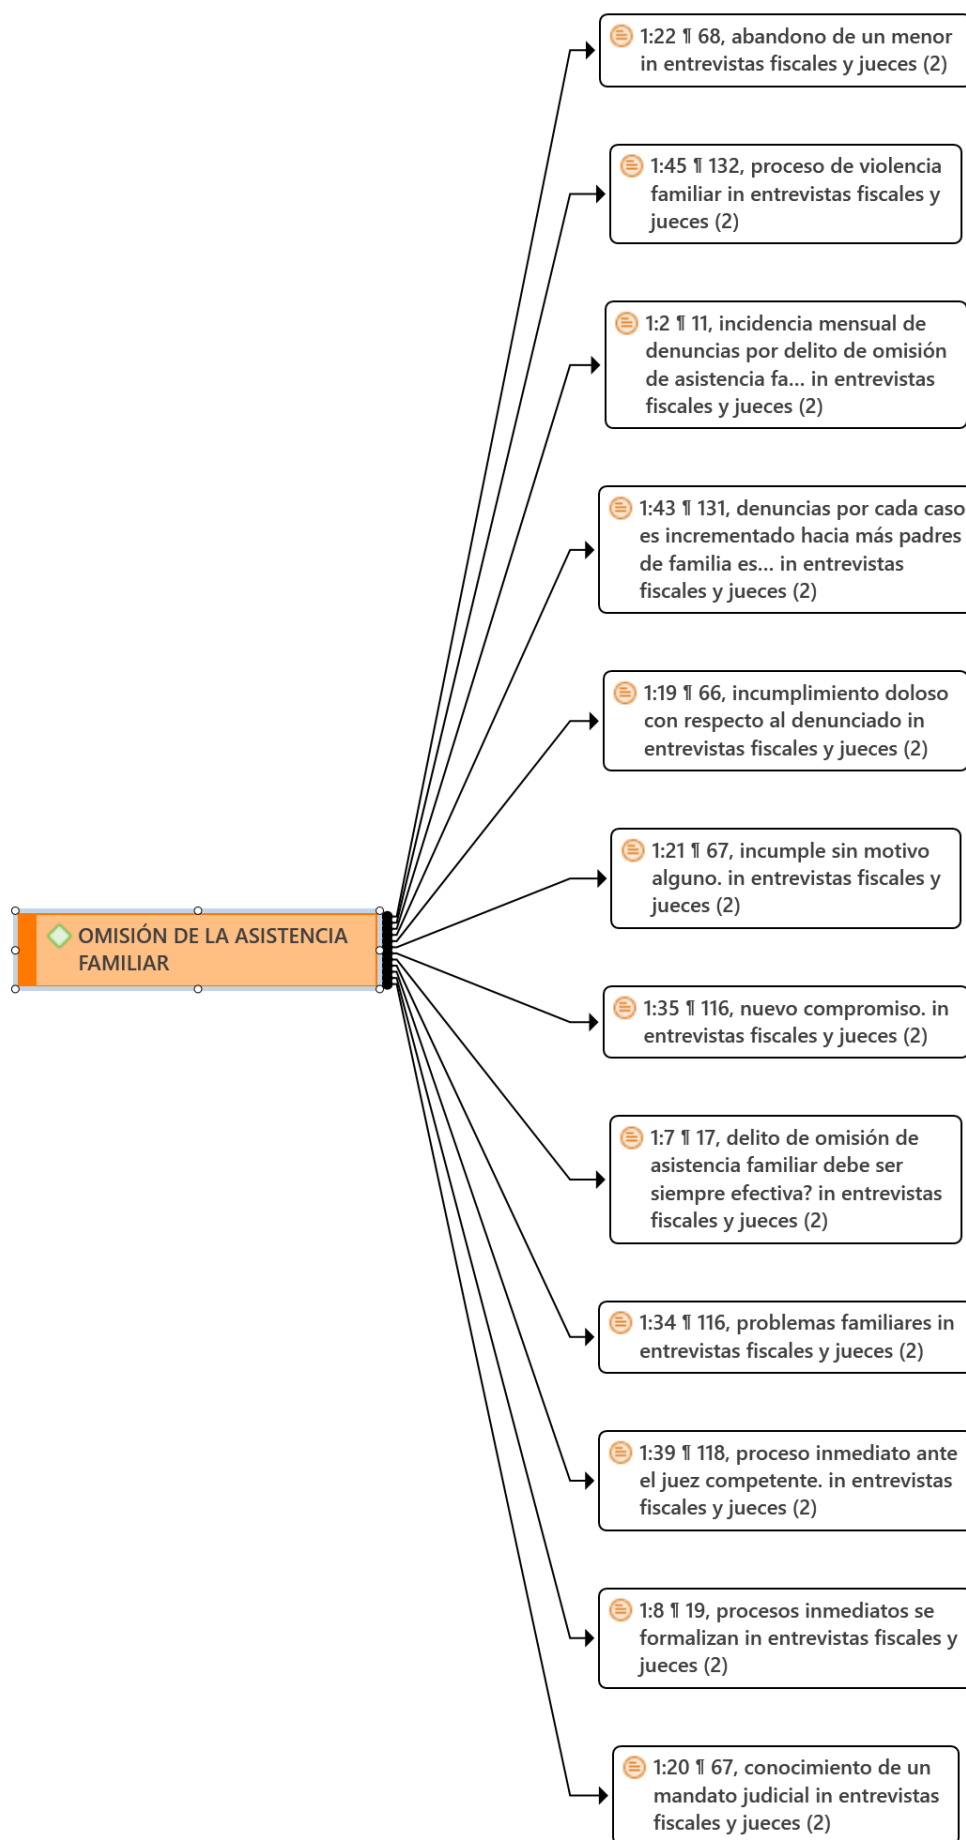 1:22 ¶ 68, abandono de un menor
in entrevistas fiscales y jueces (2)
1:45 ¶ 132, proceso de violencia
familiar in entrevistas fiscales y
jueces (2)
1:2 ¶ 11, incidencia mensual de
denuncias por delito de omisión
de asistencia fa... in entrevistas
fiscales y jueces (2)
1:43 ¶ 131, denuncias por cada caso
es incrementado hacia más padres
de familia es... in entrevistas
fiscales y jueces (2)
1:19 ¶ 66, incumplimiento doloso
con respecto al denunciado in
entrevistas fiscales y jueces (2)
1:21 ¶ 67, incumple sin motivo
alguno. in entrevistas fiscales y
jueces (2)
OMISIÓN DE LA ASISTENCIA
FAMILIAR
1:35 ¶ 116, nuevo compromiso. in
entrevistas fiscales y jueces (2)
1:7 ¶ 17, delito de omisión de
asistencia familiar debe ser
siempre efectiva? in entrevistas
fiscales y jueces (2)
1:34 ¶ 116, problemas familiares in
entrevistas fiscales y jueces (2)
1:39 ¶ 118, proceso inmediato ante
el juez competente. in entrevistas
fiscales y jueces (2)
1:8 ¶ 19, procesos inmediatos se
formalizan in entrevistas fiscales y
jueces (2)
1:20 ¶ 67, conocimiento de un
mandato judicial in entrevistas
fiscales y jueces (2)